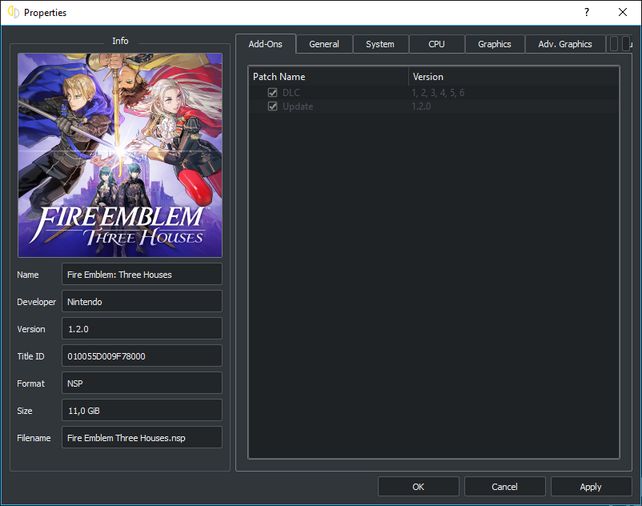 Properties
Info
FIRE EMBLEM
THREE HOUSES
Name Fire Emblem: Three Houses
Developer Nintendo
Version 1.2.0
Title ID 010055D009F78000
Format NSP
Size 11,0 GiB
Filename Fire Emblem Three Houses.nsp
Add-Ons General System CPU Graphics Adv. Graphics
Patch Name Version
DLC 1, 2, 3, 4, 5, 6
Update 1.2.0
OK Cancel Apply